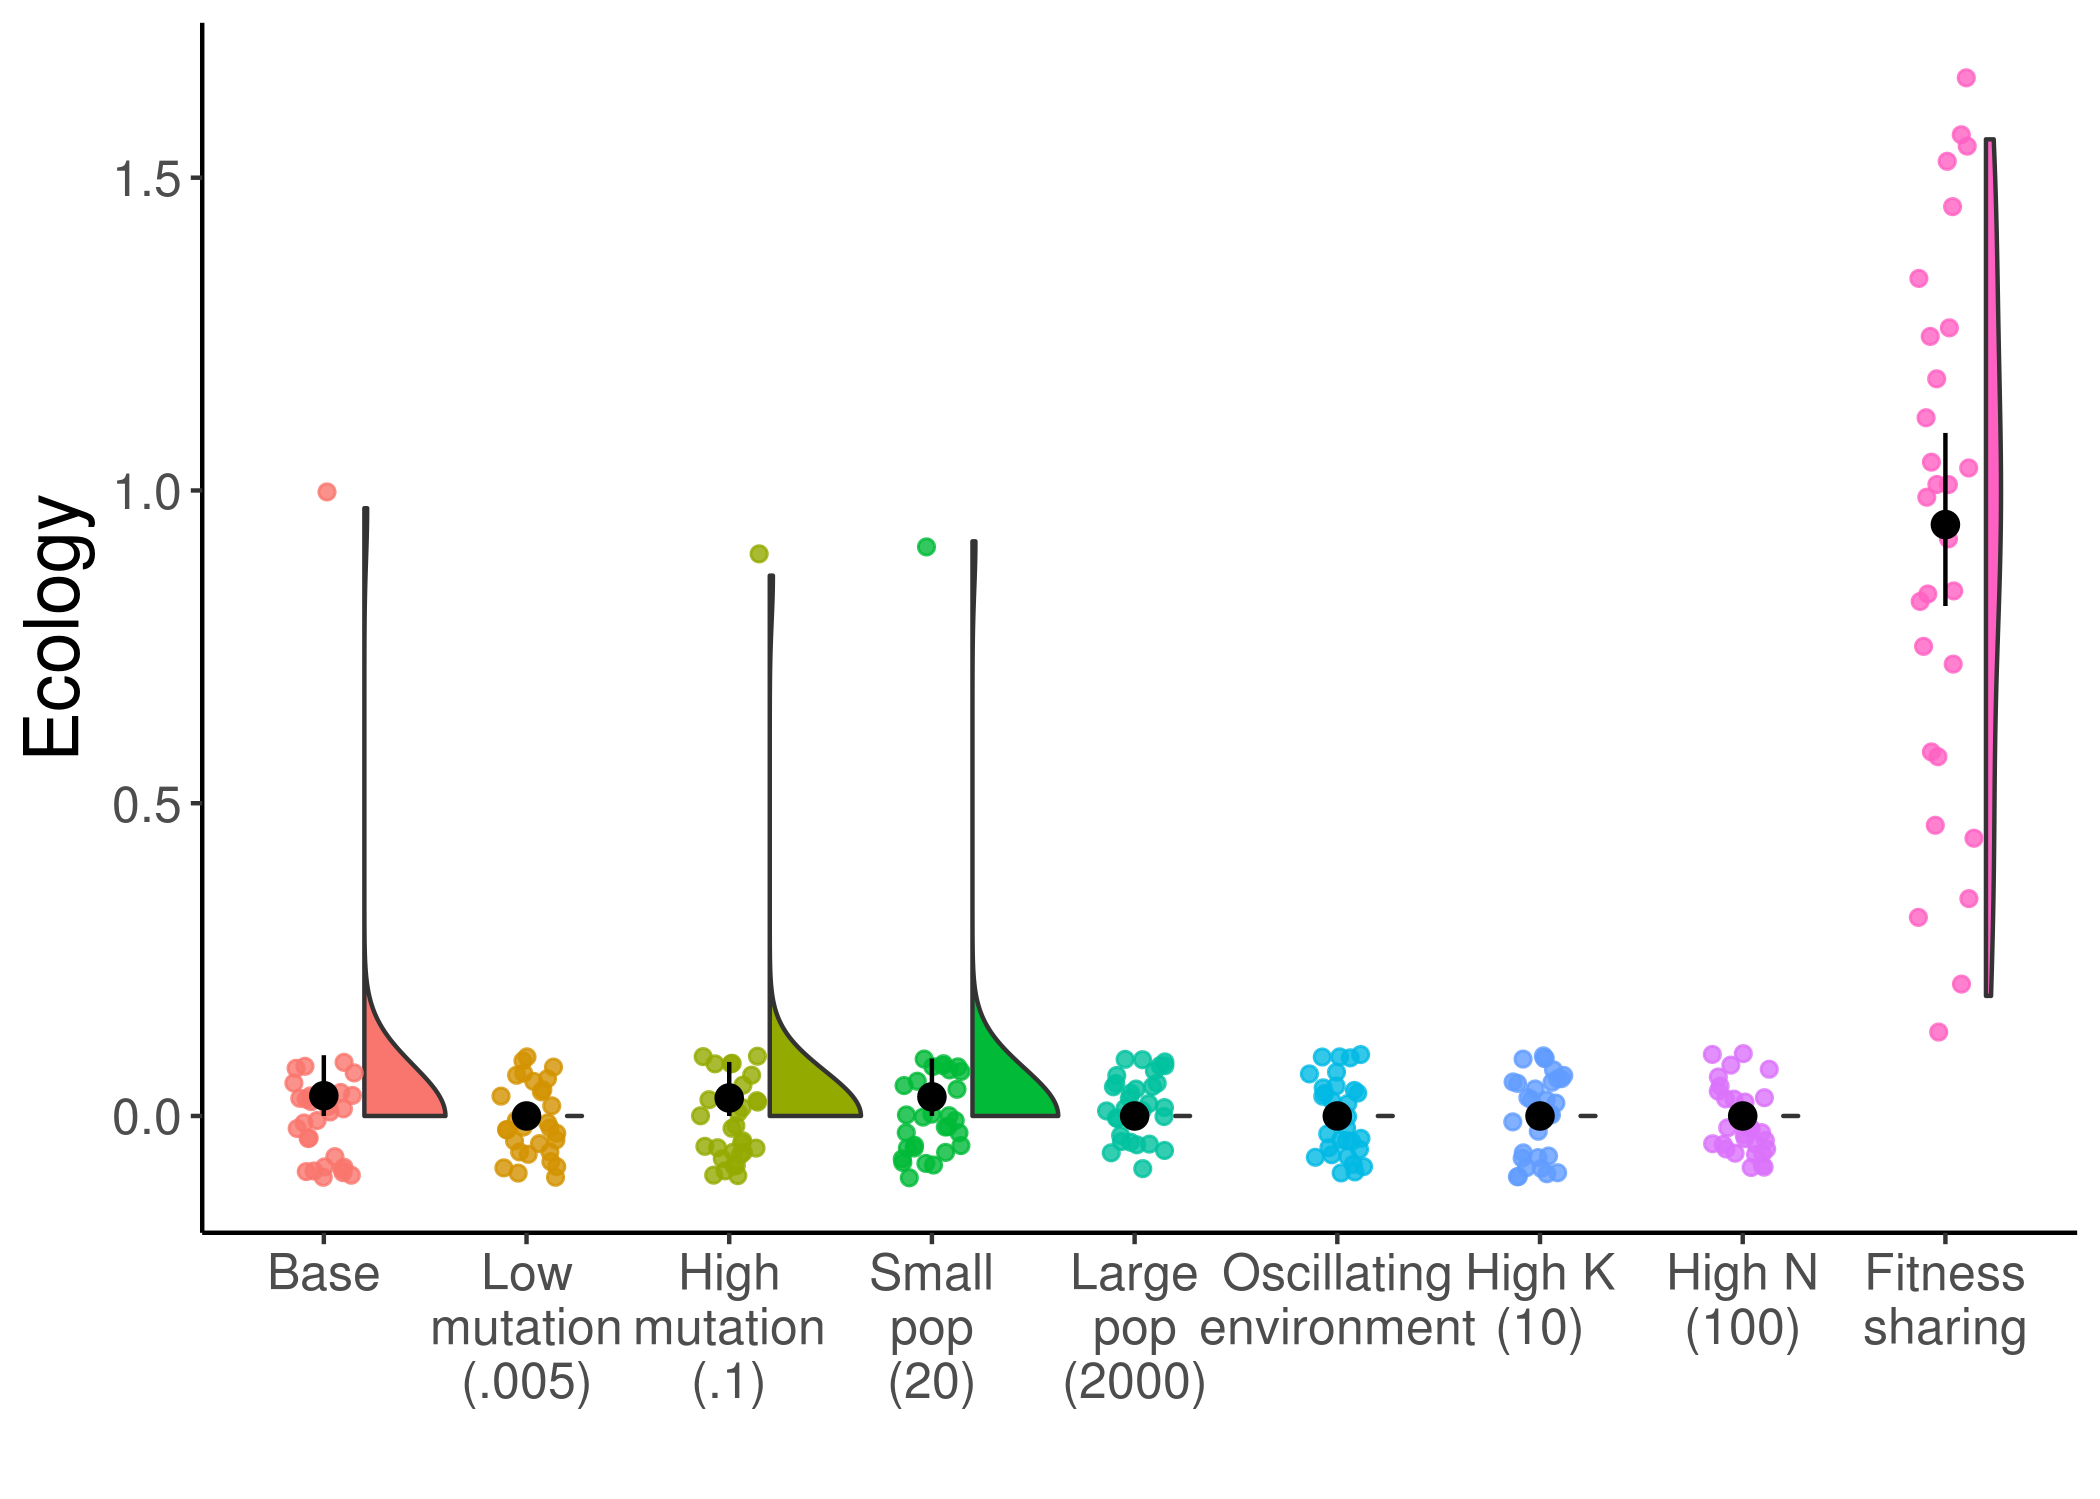 Ecology
1.5
1.0
0.5
0.0
Base
Low
mutation
(.005)
High
mutation
(.1)
Small
pop
(20)
Large
pop
(2000)
Oscillating
environment
High K
(10)
High N
(100)
Fitness
sharing